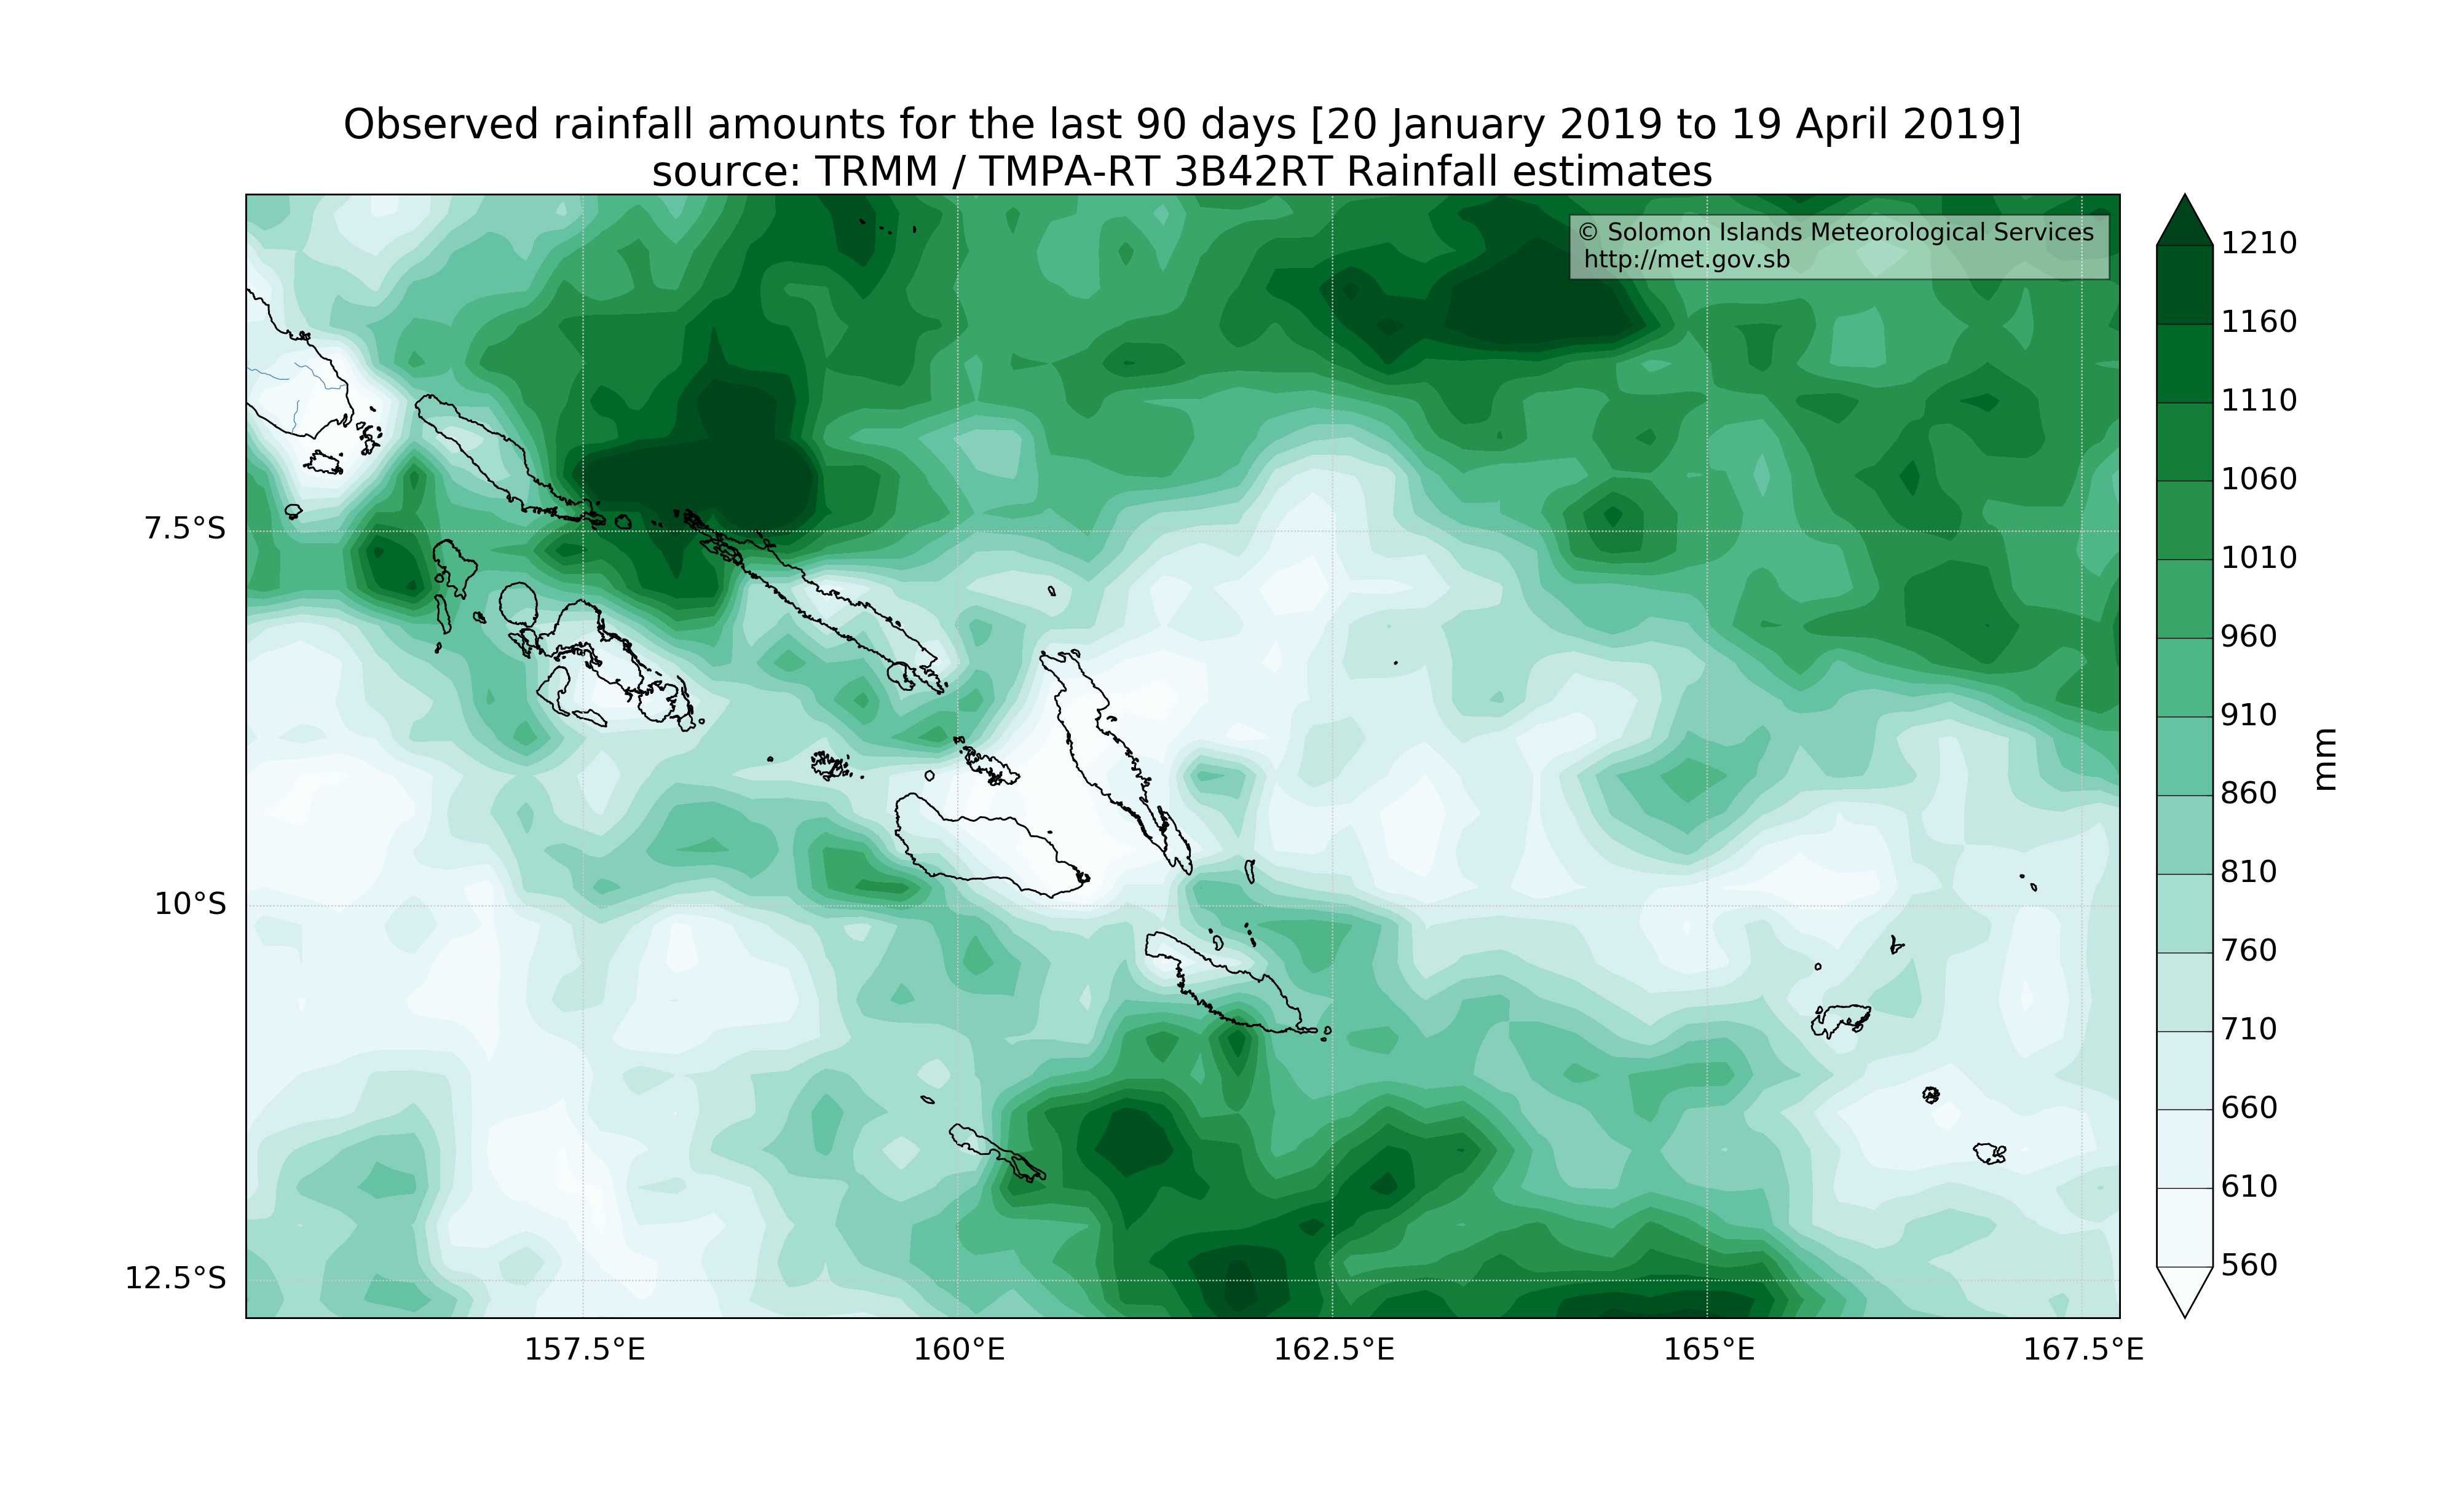 Observed rainfall amounts for the last 90 days [20 January 2019 to 19 April 2019]
source: TRMM / TMPA-RT 3B42RT Rainfall estimates
© Solomon Islands Meteorological Services
http://met.gov.sb
7.5°S
10°S
12.5°S
157.5°E
160°E
162.5°E
165°E
167.5°E
1210
1160
1110
1060
1010
960
910
860
810
760
710
660
610
560
mm